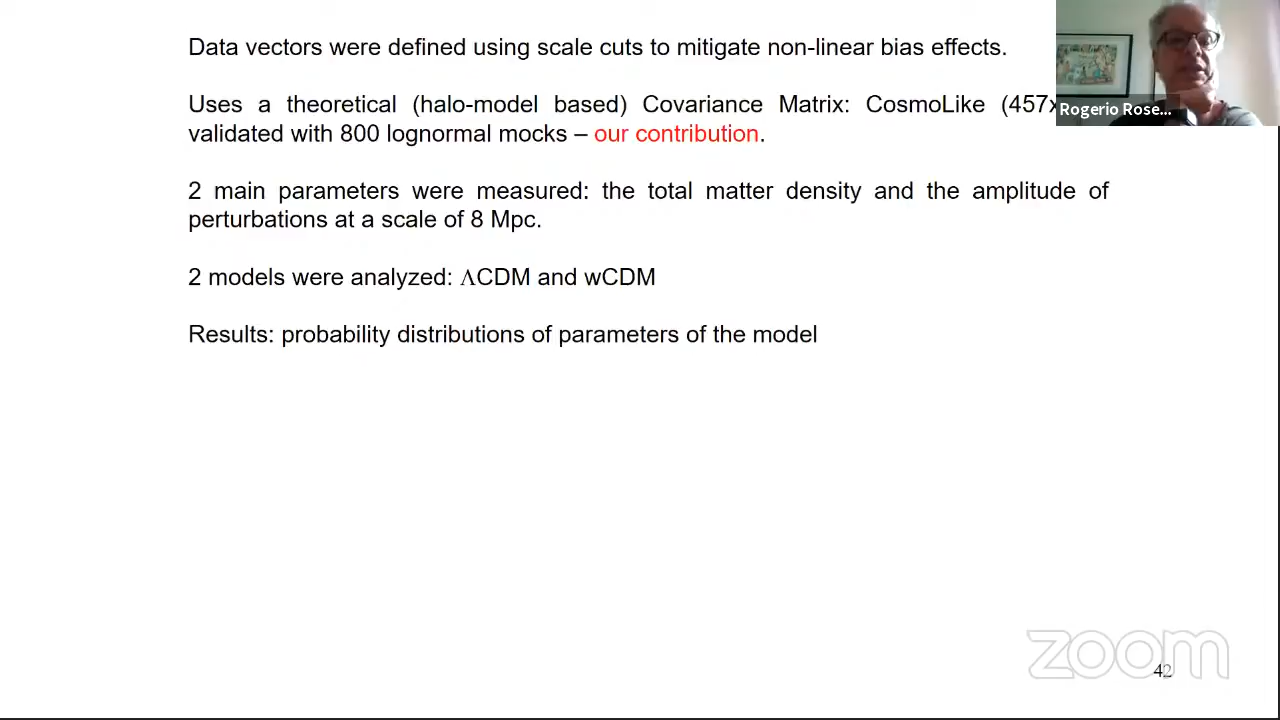 Data vectors were defined using scale cuts to mitigate non-linear bias effects.
Uses a theoretical (halo-model based) Covariance Matrix: CosmoLike (457x
validated with 800 lognormal mocks – our contribution.
2 main parameters were measured: the total matter density and the amplitude of
perturbations at a scale of 8 Mpc.
2 models were analyzed: ΛCDM and wCDM
Results: probability distributions of parameters of the model
Rogerio Rose...
zoom
42